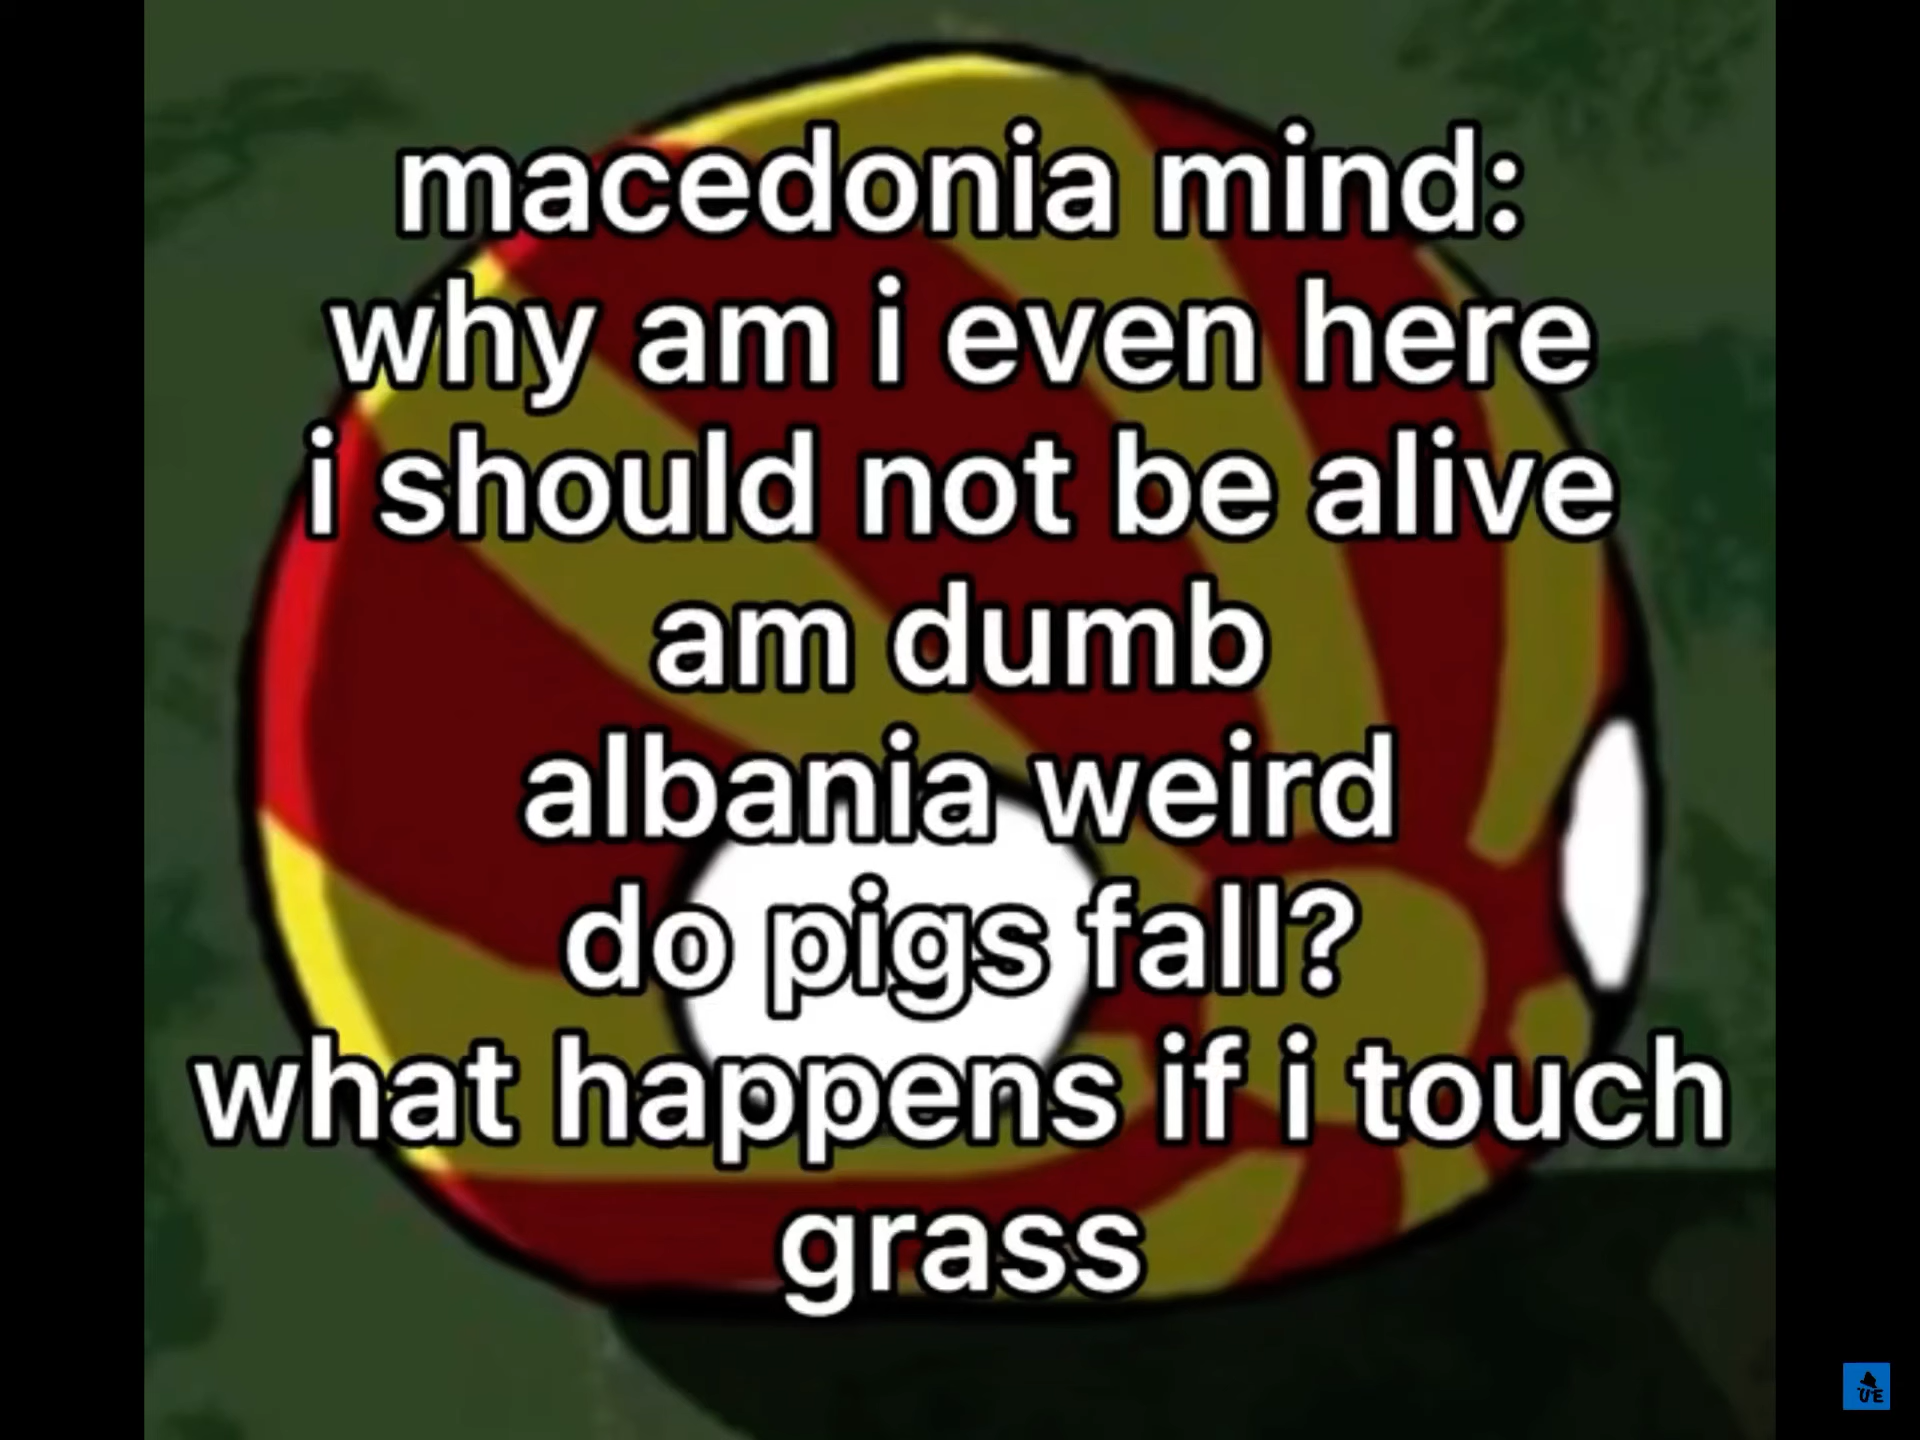 macedonia mind:
why am i even here
i should not be alive
am dumb
albania weird
do pigs fall?
what happens if i touch
grass
UE